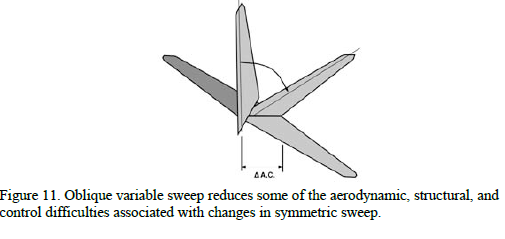 ΔA.C.
Figure 11. Oblique variable sweep reduces some of the aerodynamic, structural, and
control difficulties associated with changes in symmetric sweep.